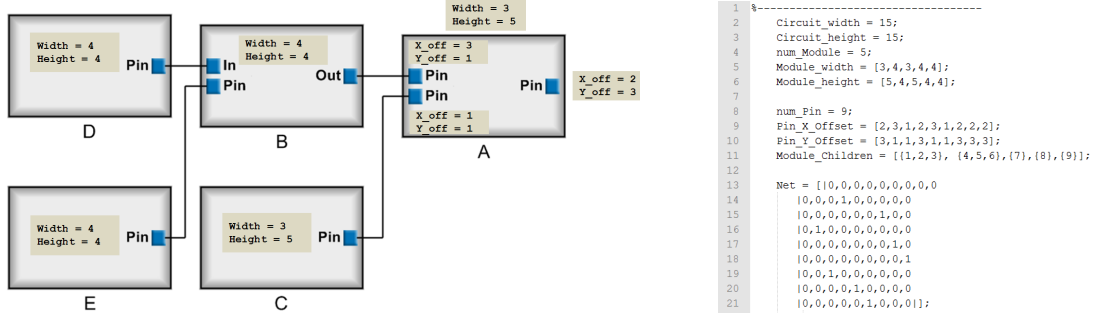 Width = 3
Height = 5
Width = 4
Height = 4
Pin
D
Width = 4
Height = 4
In
Pin
Out
B
X_off = 3
Y_off = 1
Pin
Pin
X_off = 1
Y_off = 1
Pin
X_off = 2
Y_off = 3
A
Width = 4
Height = 4
Pin
E
Width = 3
Height = 5
Pin
C
1 %----------------------------------
2 Circuit_width = 15;
3 Circuit_height = 15;
4 num_Module = 5;
5 Module_width = [3,4,3,4,4];
6 Module_height = [5,4,5,4,4];
7
8 num_Pin = 9;
9 Pin_X_Offset = [2,3,1,2,3,1,2,2,2];
10 Pin_Y_Offset = [3,1,1,3,1,1,3,3,3];
11 Module_Children = [{1,2,3}, {4,5,6},{7},{8},{9}];
12
13 Net = [|0,0,0,0,0,0,0,0,0
14 |0,0,0,1,0,0,0,0,0
15 |0,0,0,0,0,0,1,0,0
16 |0,1,0,0,0,0,0,0,0
17 |0,0,0,0,0,0,0,1,0
18 |0,0,0,0,0,0,0,0,1
19 |0,0,1,0,0,0,0,0,0
20 |0,0,0,0,1,0,0,0,0
21 |0,0,0,0,0,1,0,0,0|];